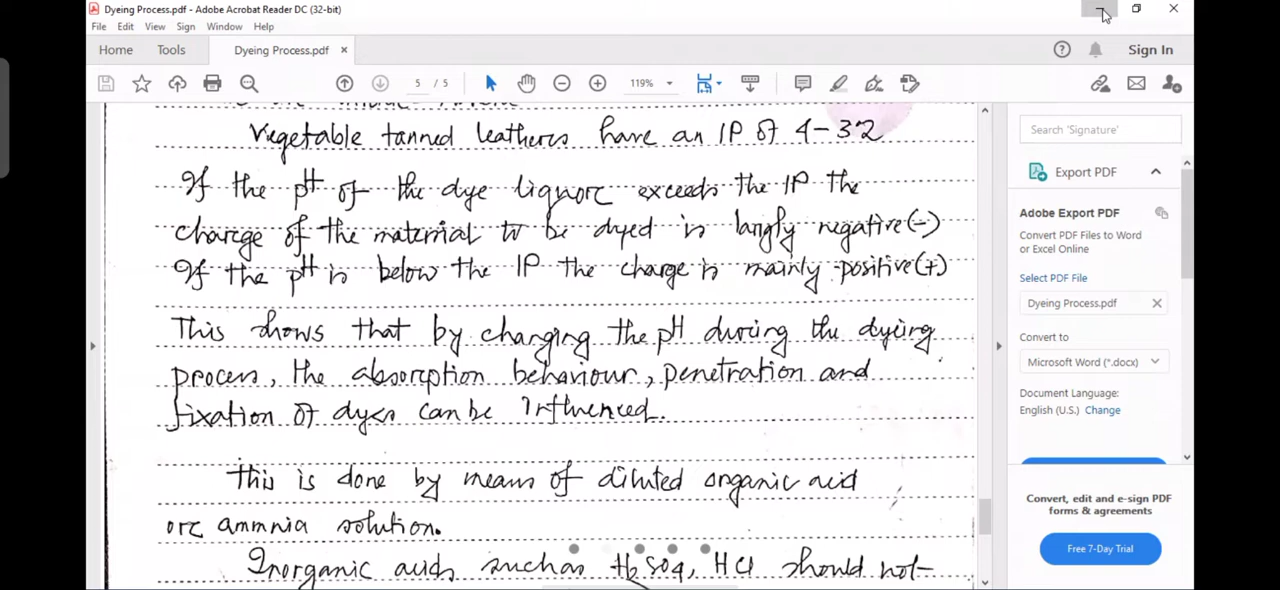 Dyeing Process.pdf - Adobe Acrobat Reader DC (32-bit)
File Edit View Sign Window Help
Home Tools Dyeing Process.pdf × Sign In
5 / 5 119%
Vegetable tanned leathers have an IP of 4-3.2
If the pH of the dye liquorc exceeds the IP the
charge of the material to be dyed is largly negative(-)
If the pH is below the IP the charge is mainly positive(+)
This shows that by changing the pH during the dyeing
process, the absorption behaviour, penetration and
fixation of dyes can be influenced.
This is done by means of diluted organic acid
orc ammnia solution.
Inorganic acids such as H2SO4, HCl should not-
Search 'Signature'
Export PDF
Adobe Export PDF
Convert PDF Files to Word
or Excel Online
Select PDF File
Dyeing Process.pdf ×
Convert to
Microsoft Word (*.docx)
Document Language:
English (U.S.) Change
Convert, edit and e-sign PDF
forms & agreements
Free 7-Day Trial